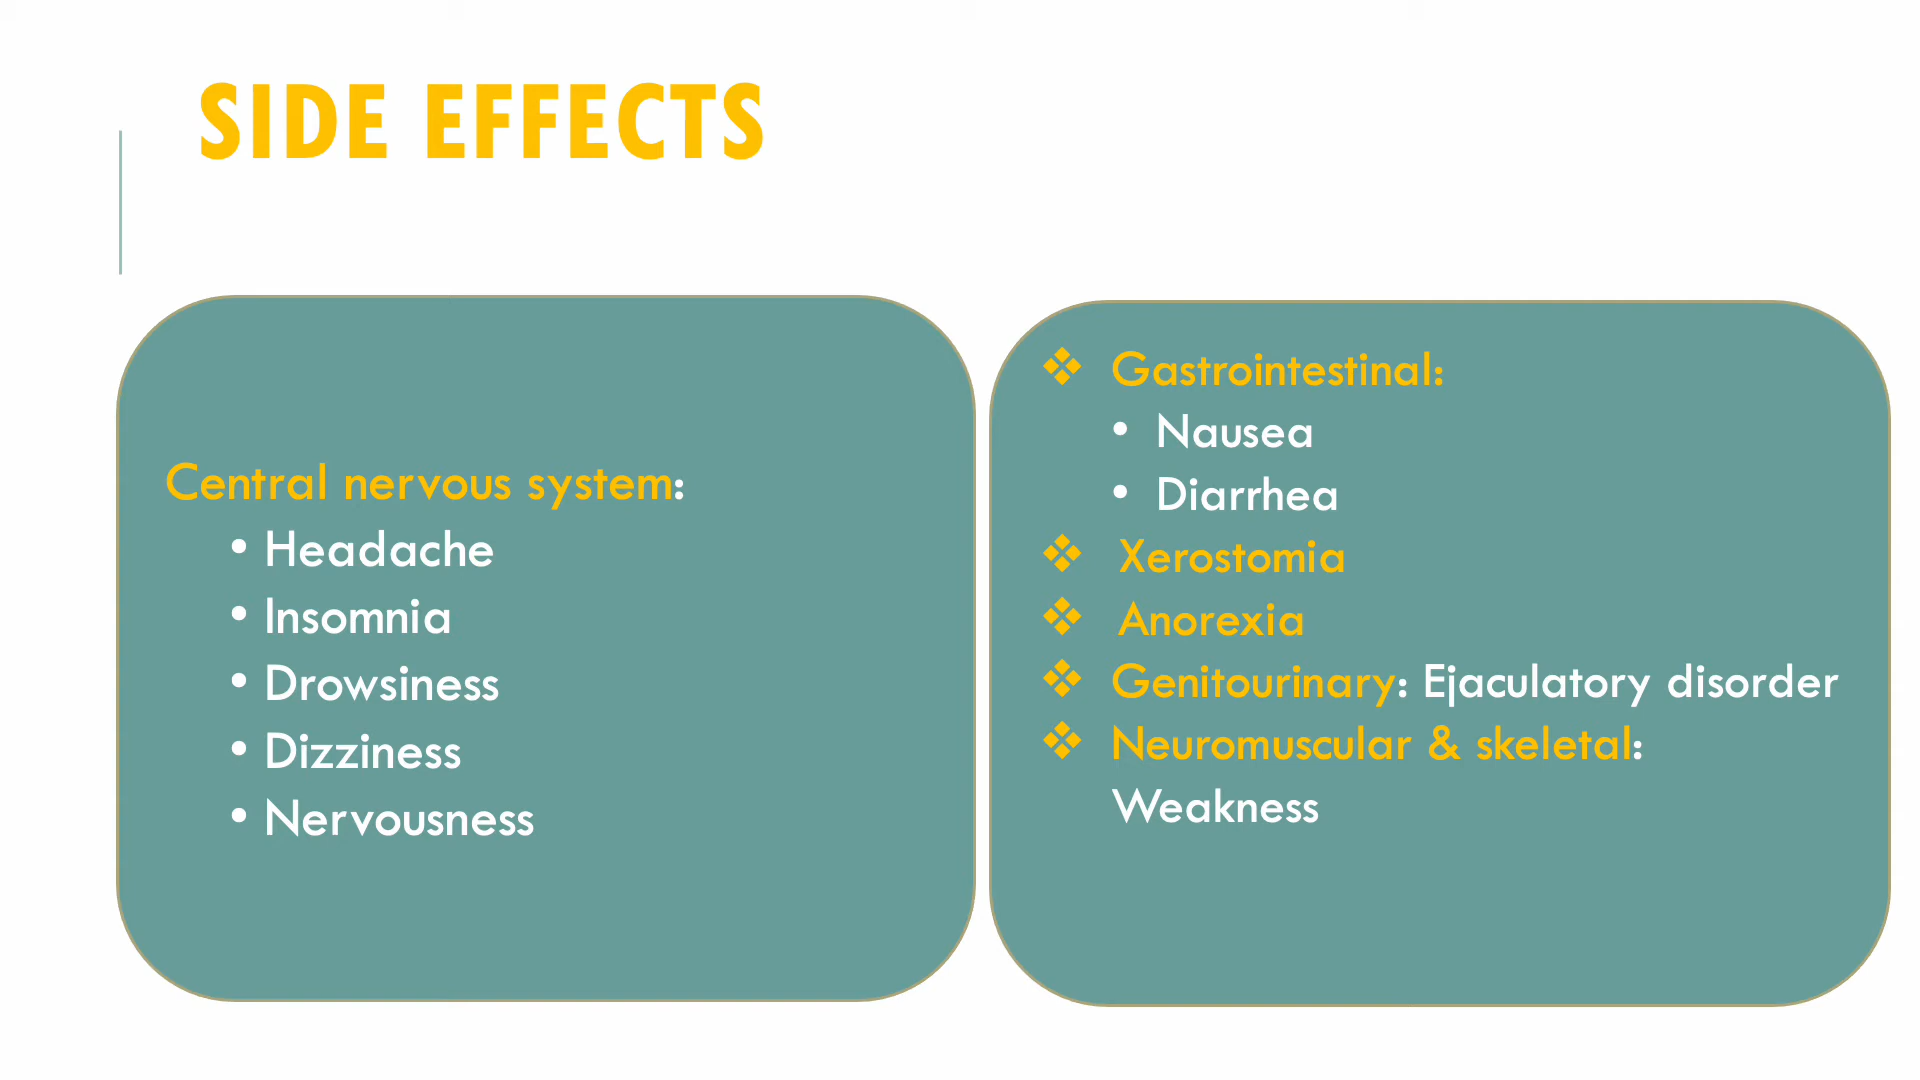 SIDE EFFECTS
Central nervous system:
• Headache
• Insomnia
• Drowsiness
• Dizziness
• Nervousness
❖ Gastrointestinal:
• Nausea
• Diarrhea
❖ Xerostomia
❖ Anorexia
❖ Genitourinary: Ejaculatory disorder
❖ Neuromuscular & skeletal:
Weakness